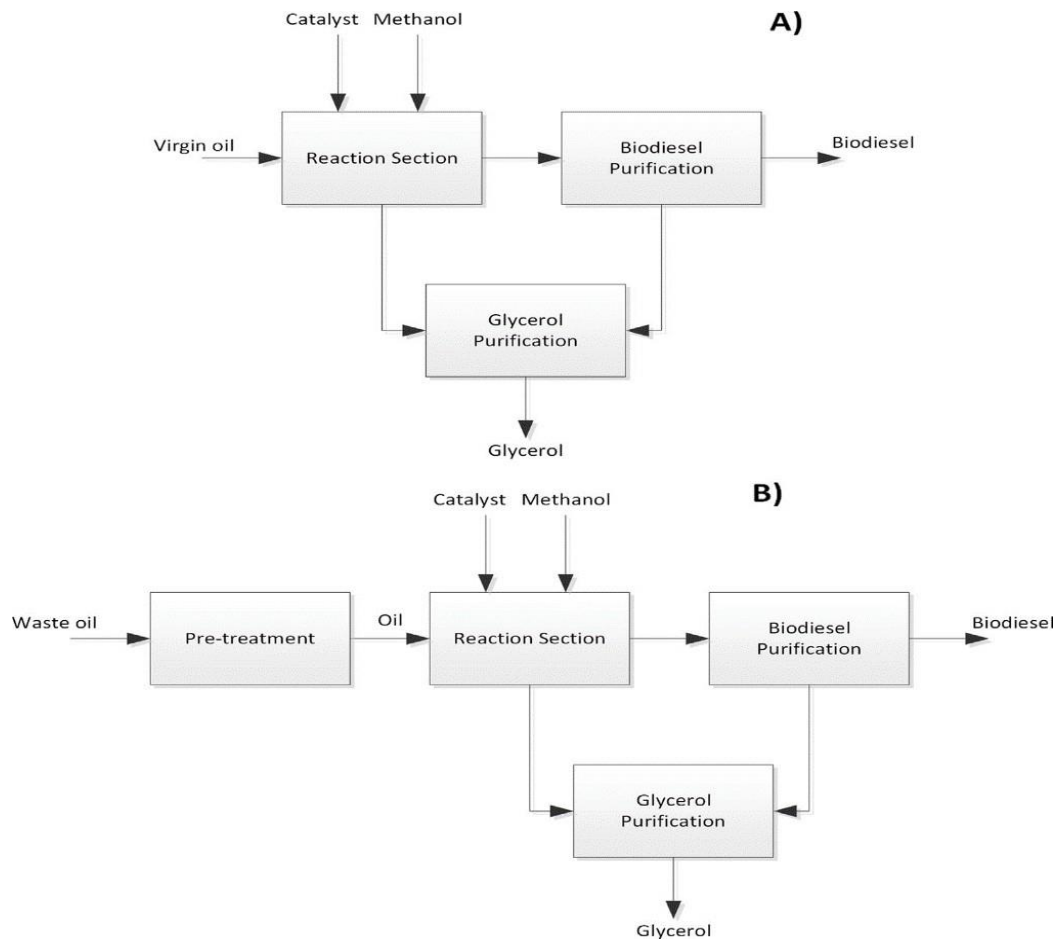 Catalyst Methanol
A)
Virgin oil
Reaction Section
Biodiesel
Purification
Biodiesel
Glycerol
Purification
Glycerol
Catalyst Methanol
B)
Waste oil
Pre-treatment
Oil
Reaction Section
Biodiesel
Purification
Biodiesel
Glycerol
Purification
Glycerol